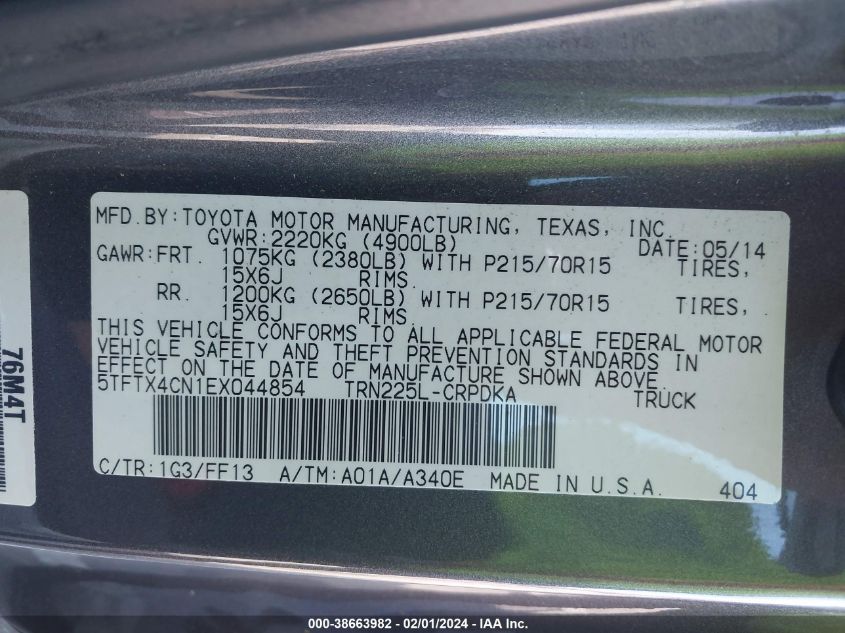 MFD.BY:TOYOTA MOTOR MANUFACTURING, TEXAS, INC.
GVWR:2220KG (4900LB) DATE:05/14
GAWR:FRT. 1075KG (2380LB) WITH P215/70R15 TIRES,
15X6J RIMS
RR. 1200KG (2650LB) WITH P215/70R15 TIRES,
15X6J RIMS
THIS VEHICLE CONFORMS TO ALL APPLICABLE FEDERAL MOTOR
VEHICLE SAFETY AND THEFT PREVENTION STANDARDS IN
EFFECT ON THE DATE OF MANUFACTURE SHOWN ABOVE.
5TFTX4CN1EX044854 TRN225L-CRPDKA TRUCK
C/TR:1G3/FF13 A/TM:A01A/A340E MADE IN U.S.A. 404
76M4T
000-38663982 - 02/01/2024 - IAA Inc.